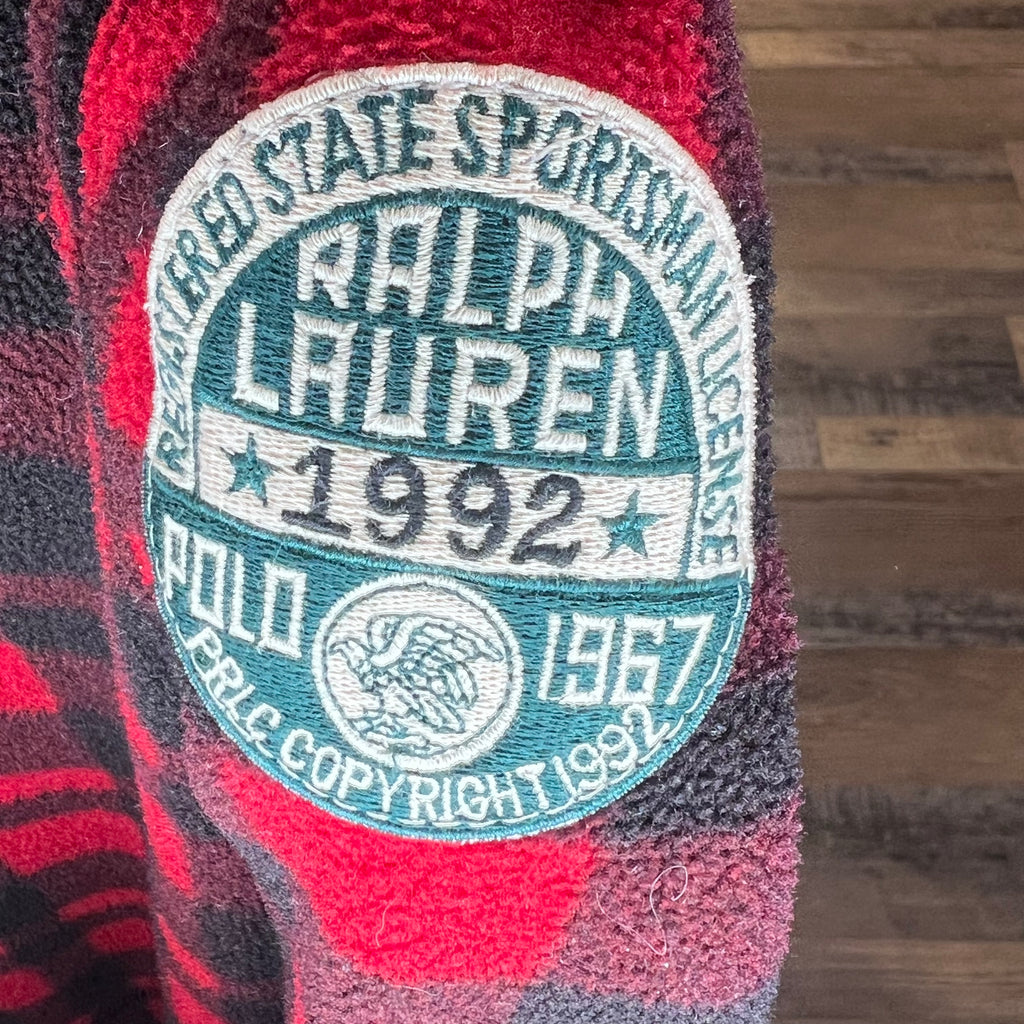 REGISTERED STATE SPORTSMAN LICENSE
RALPH
LAUREN
1992
POLO 1967
PRLC. COPYRIGHT 1992